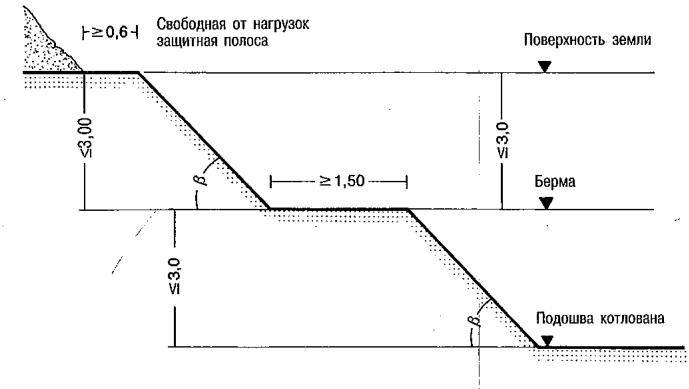 ≥0,6
Свободная от нагрузок
защитная полоса
Поверхность земли
≤3,00
≤3,0
β
≥1,50
Берма
≤3,0
β
Подошва котлована